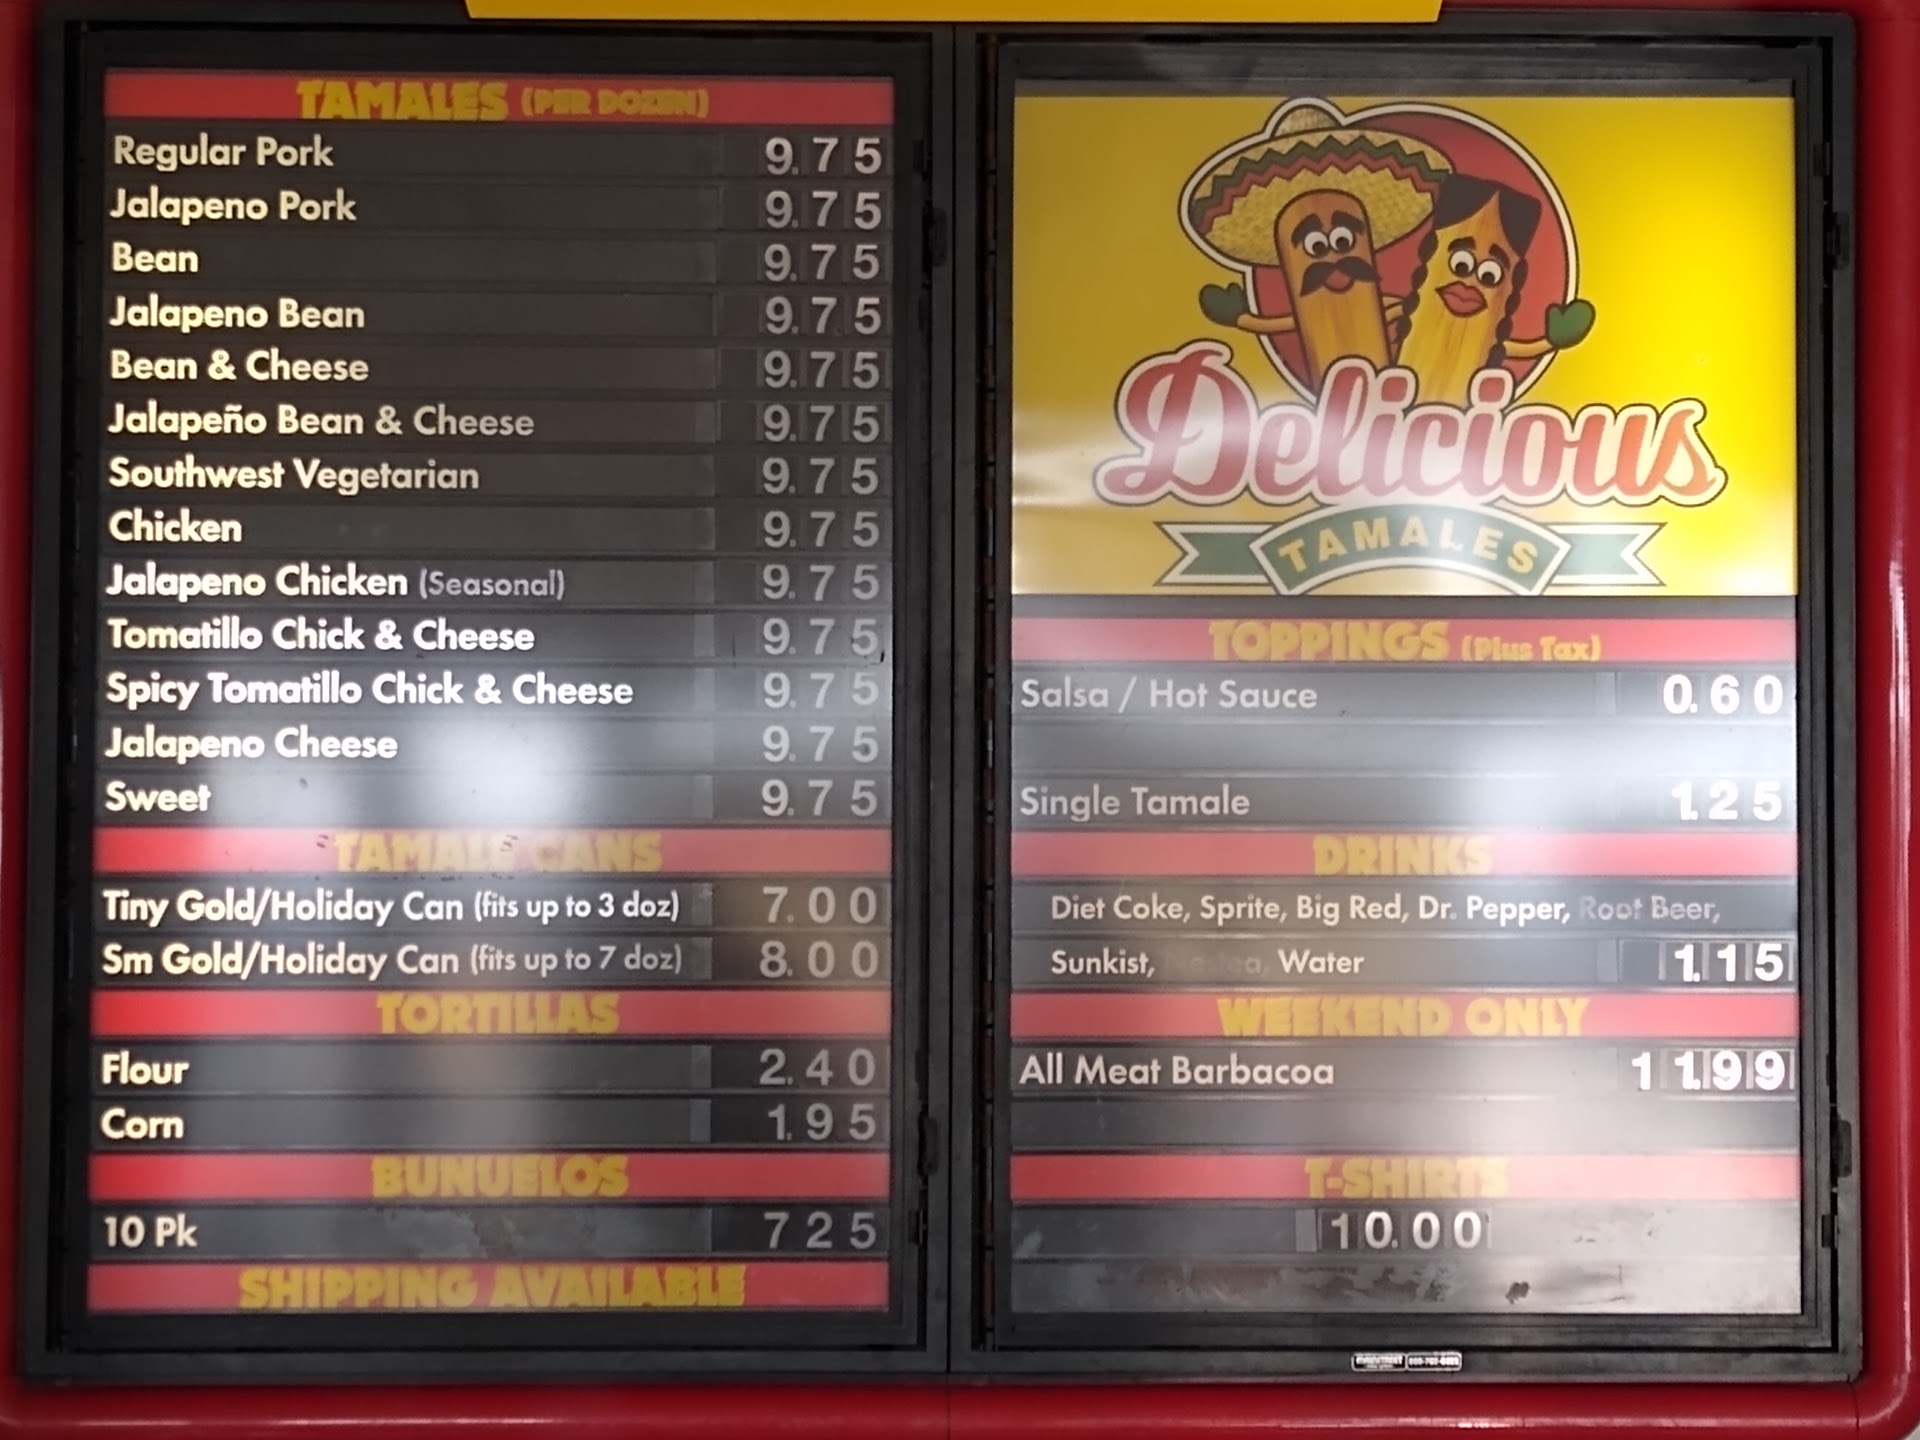 TAMALES (PER DOZEN)
Regular Pork 9.75
Jalapeno Pork 9.75
Bean 9.75
Jalapeno Bean 9.75
Bean & Cheese 9.75
Jalapeño Bean & Cheese 9.75
Southwest Vegetarian 9.75
Chicken 9.75
Jalapeno Chicken (Seasonal) 9.75
Tomatillo Chick & Cheese 9.75
Spicy Tomatillo Chick & Cheese 9.75
Jalapeno Cheese 9.75
Sweet 9.75
TAMALE CANS
Tiny Gold/Holiday Can (fits up to 3 doz) 7.00
Sm Gold/Holiday Can (fits up to 7 doz) 8.00
TORTILLAS
Flour 2.40
Corn 1.95
BUNUELOS
10 Pk 7 25
SHIPPING AVAILABLE
Delicious
TAMALES
TOPPINGS (Plus Tax)
Salsa / Hot Sauce 0.60
Single Tamale 1.25
DRINKS
Diet Coke, Sprite, Big Red, Dr. Pepper, Root Beer,
Sunkist, Nestea, Water 1.15
WEEKEND ONLY
All Meat Barbacoa 11.99
T-SHIRTS
10.00